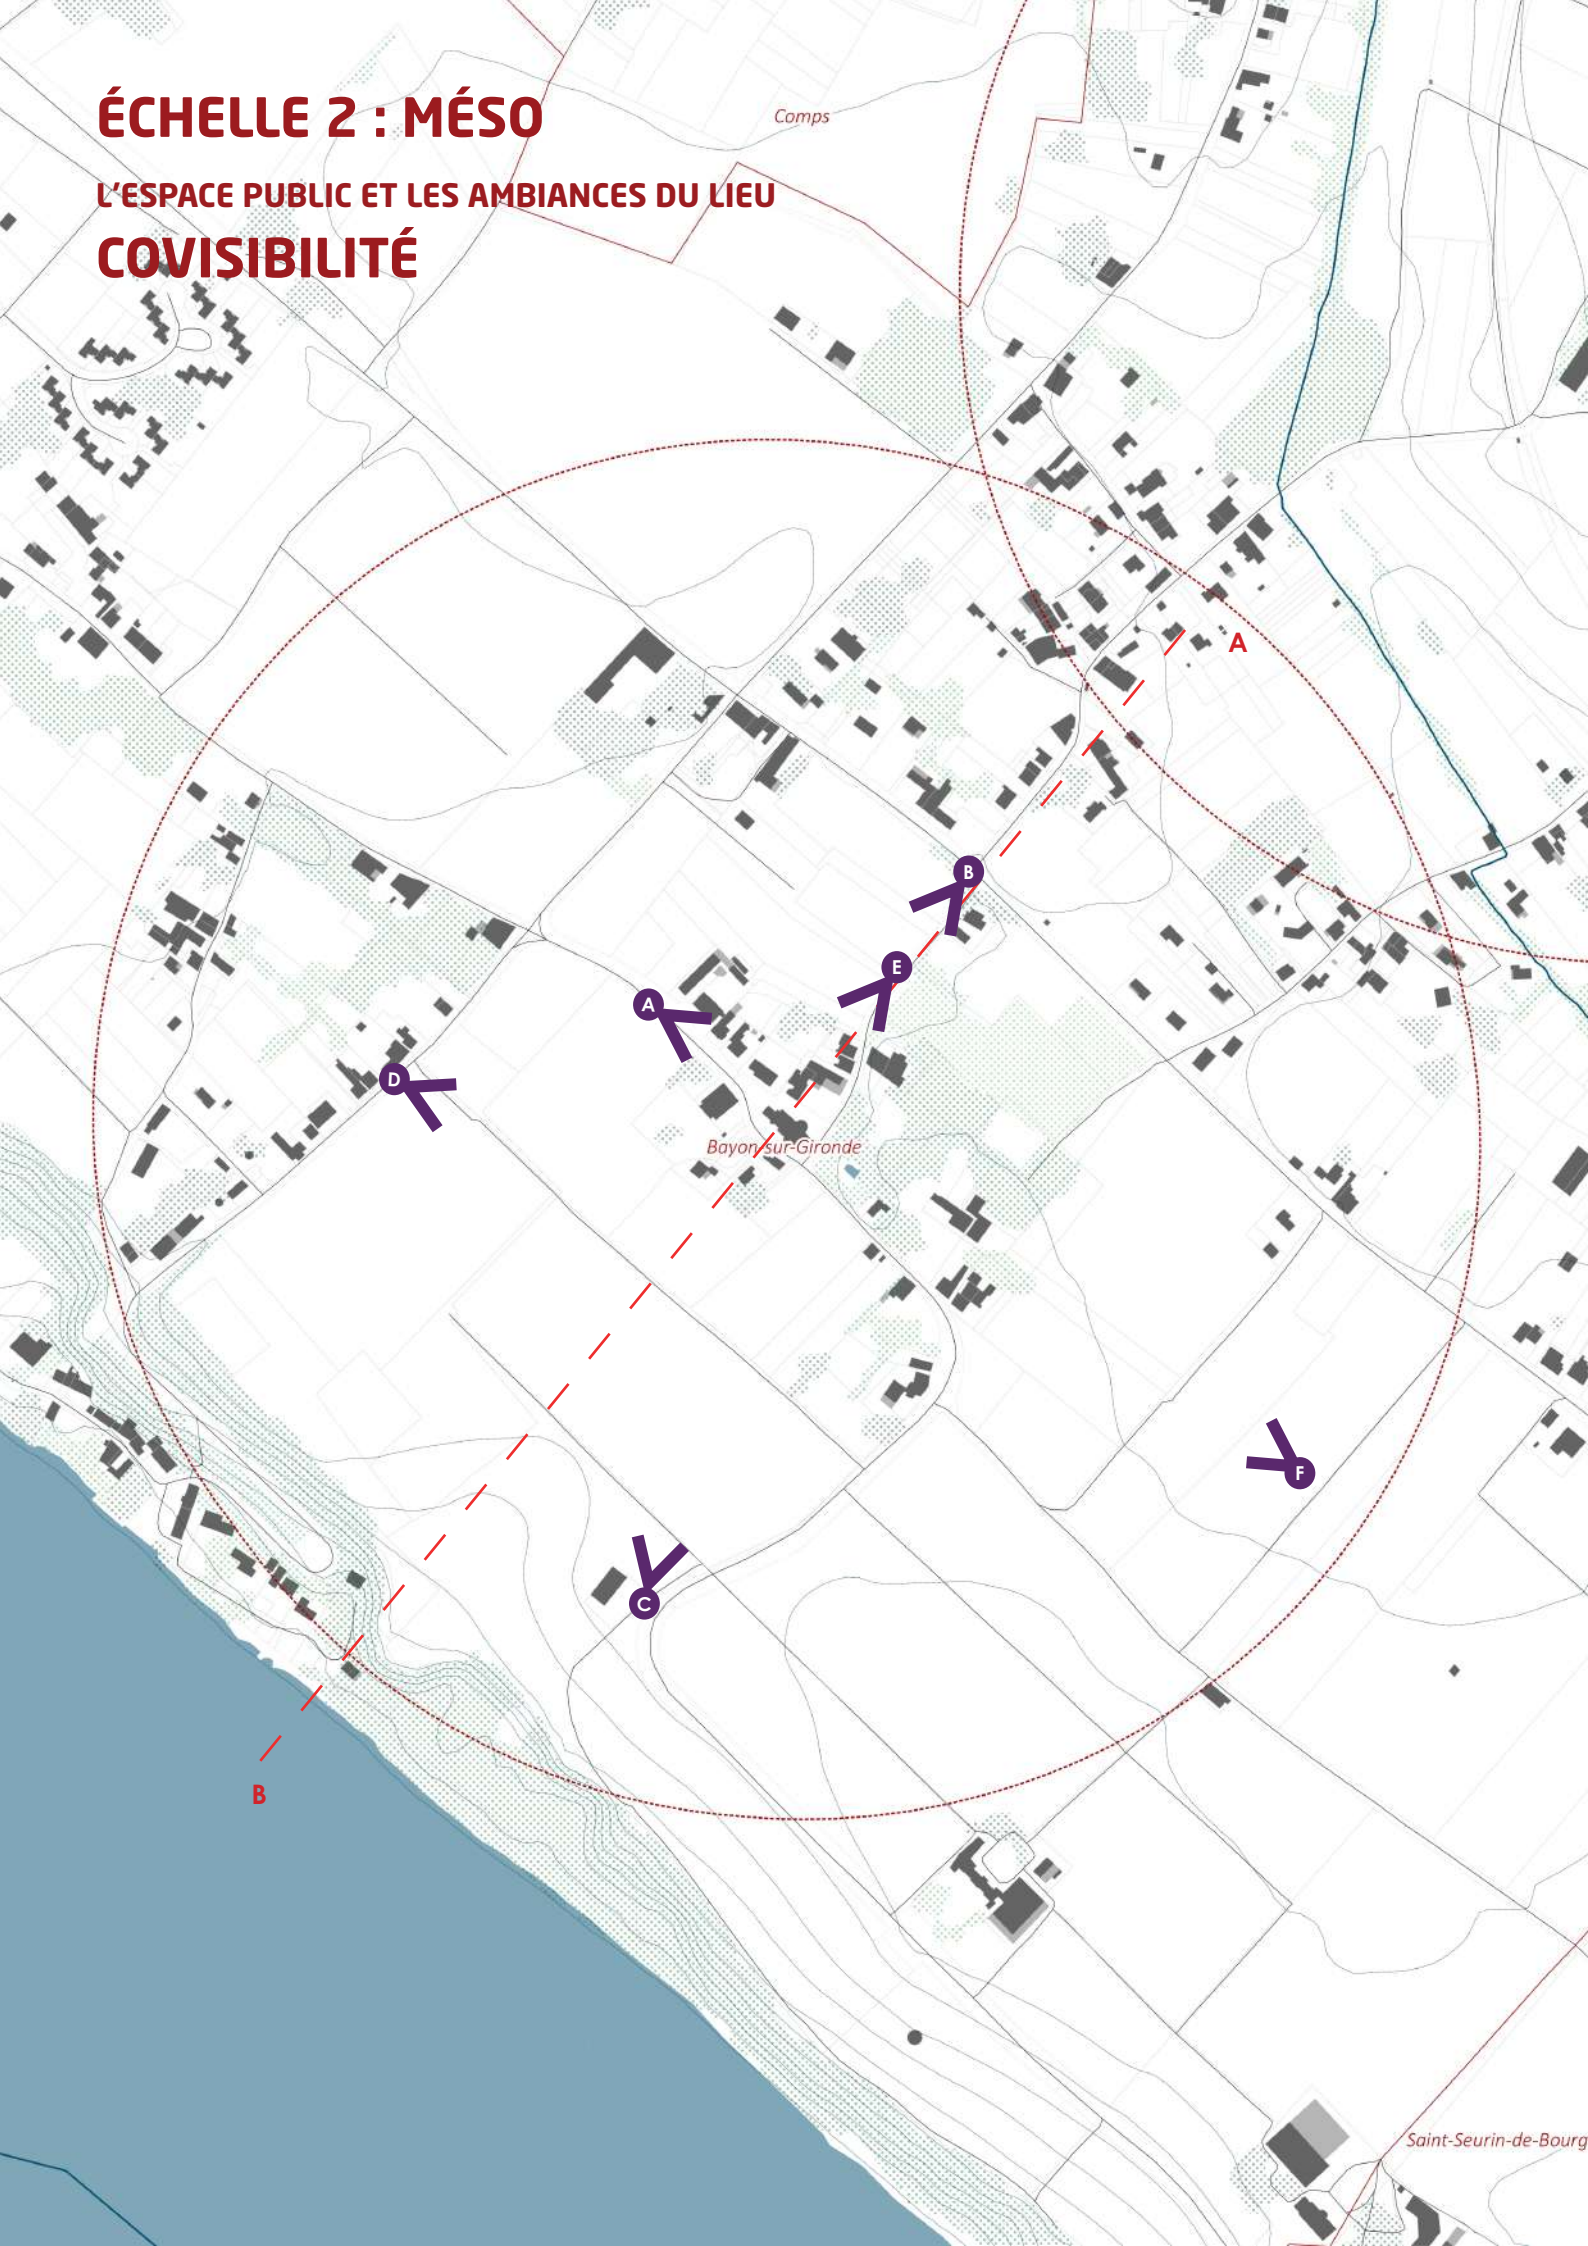 ÉCHELLE 2 : MÉSO
L'ESPACE PUBLIC ET LES AMBIANCES DU LIEU
COVISIBILITÉ
Comps
A
B
E
A
D
Bayon-sur-Gironde
F
C
B
Saint-Seurin-de-Bourg